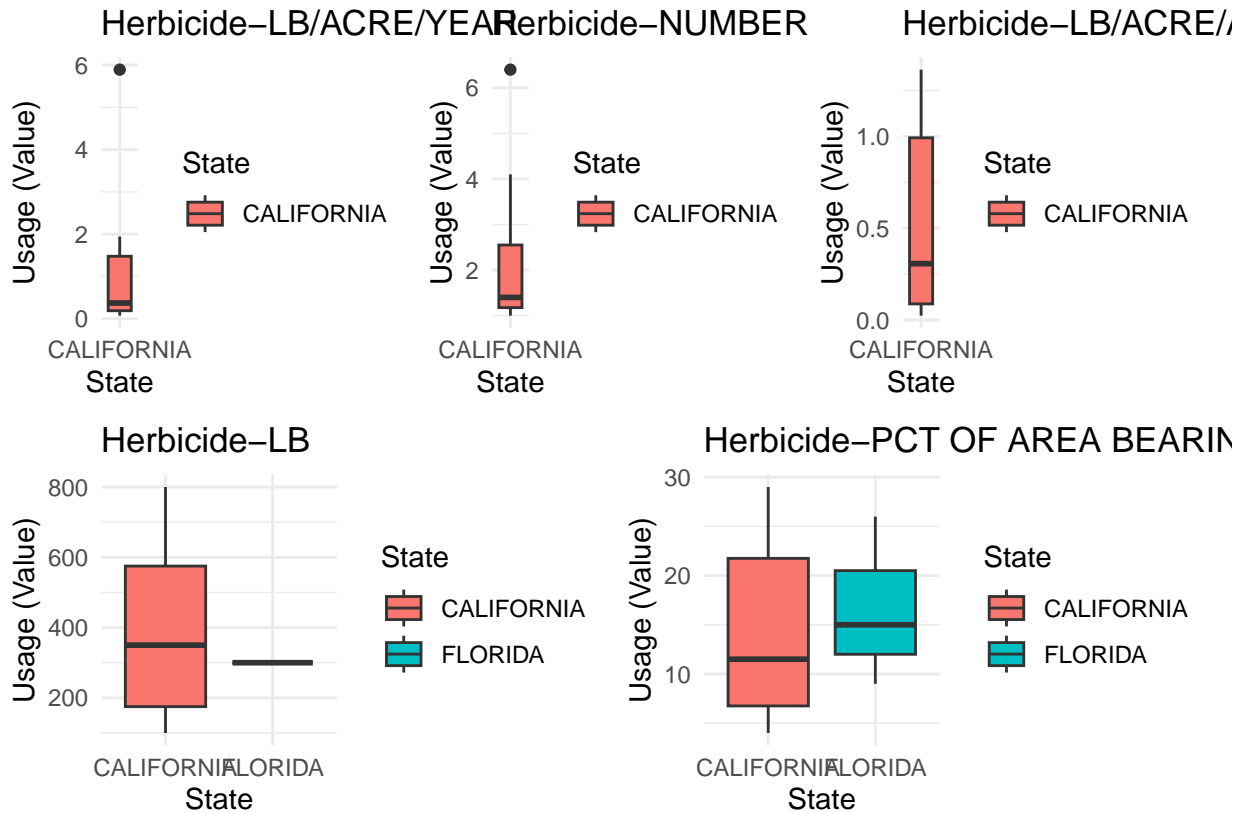 Herbicide–LB/ACRE/YEAR
Usage (Value)
6
4
2
0
CALIFORNIA
State
State
CALIFORNIA
Herbicide–NUMBER
Usage (Value)
6
4
2
CALIFORNIA
State
State
CALIFORNIA
Herbicide–LB/ACRE/
Usage (Value)
1.0
0.5
0.0
CALIFORNIA
State
State
CALIFORNIA
Herbicide–LB
Usage (Value)
800
600
400
200
CALIFORNIA
FLORIDA
State
State
CALIFORNIA
FLORIDA
Herbicide–PCT OF AREA BEARIN
Usage (Value)
30
20
10
CALIFORNIA
FLORIDA
State
State
CALIFORNIA
FLORIDA